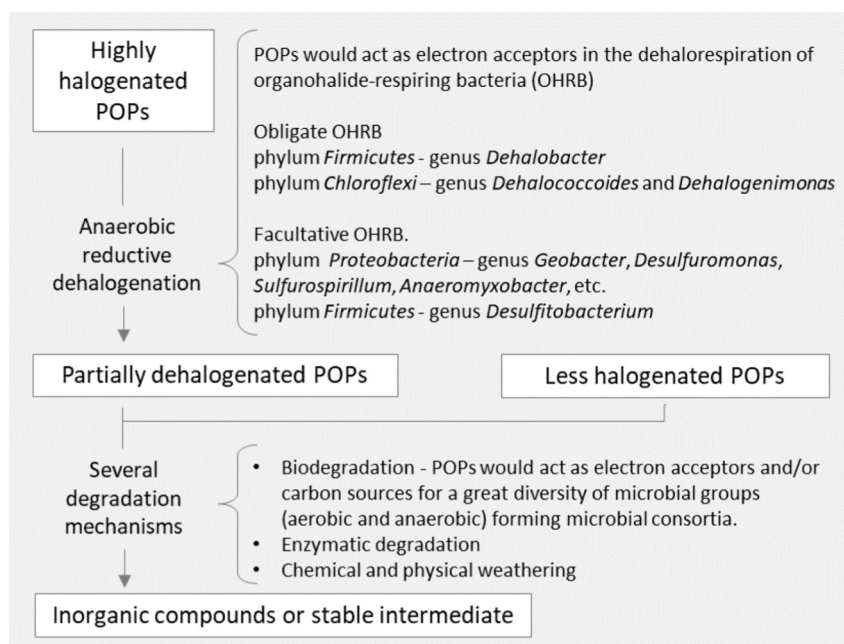 Highly
halogenated
POPs
POPs would act as electron acceptors in the dehalorespiration of
organohalide-respiring bacteria (OHRB)
Obligate OHRB
phylum Firmicutes - genus Dehalobacter
phylum Chloroflexi – genus Dehalococcoides and Dehalogenimonas
Anaerobic
reductive
dehalogenation
Facultative OHRB.
phylum Proteobacteria – genus Geobacter, Desulfuromonas,
Sulfurospirillum, Anaeromyxobacter, etc.
phylum Firmicutes - genus Desulfitobacterium
Partially dehalogenated POPs
Less halogenated POPs
Several
degradation
mechanisms
• Biodegradation - POPs would act as electron acceptors and/or
carbon sources for a great diversity of microbial groups
(aerobic and anaerobic) forming microbial consortia.
• Enzymatic degradation
• Chemical and physical weathering
Inorganic compounds or stable intermediate